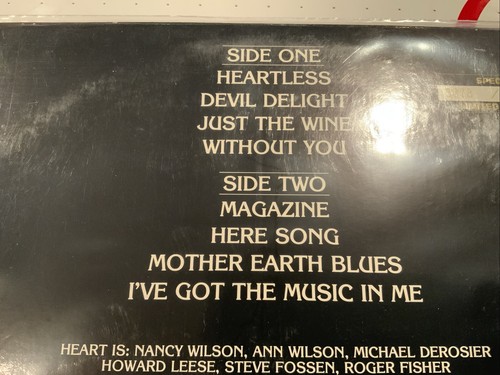 SIDE ONE
HEARTLESS
DEVIL DELIGHT
JUST THE WINE
WITHOUT YOU
SIDE TWO
MAGAZINE
HERE SONG
MOTHER EARTH BLUES
I'VE GOT THE MUSIC IN ME
HEART IS: NANCY WILSON, ANN WILSON, MICHAEL DEROSIER
HOWARD LEESE, STEVE FOSSEN, ROGER FISHER